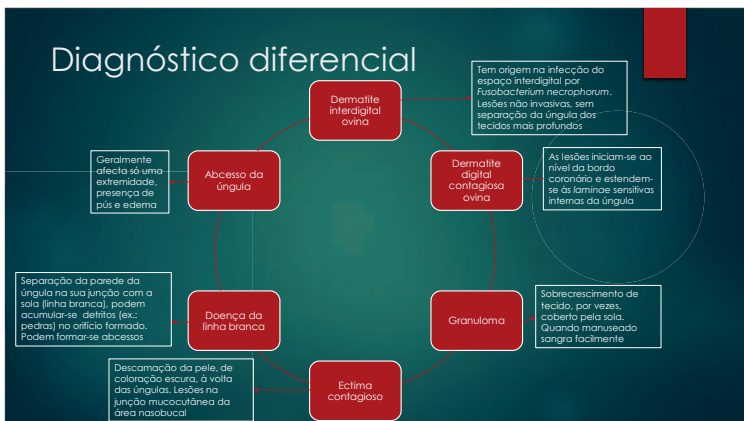 Diagnóstico diferencial
Dermatite
interdigital
ovina
Tem origem na infecção do
espaço interdigital por
Fusobacterium necrophorum.
Lesões não invasivas, sem
separação da úngula dos
tecidos mais profundos
Dermatite
digital
contagiosa
ovina
As lesões iniciam-se ao
nível da bordo
coronário e estendem-
se às laminae sensitivas
internas da úngula
Granuloma
Sobrecrescimento de
tecido, por vezes,
coberto pela sola.
Quando manuseado
sangra facilmente
Ectima
contagioso
Descamação da pele, de
coloração escura, à volta
das úngulas. Lesões na
junção mucocutânea da
área nasobucal
Doença da
linha branca
Separação da parede da
úngula na sua junção com a
sola (linha branca), podem
acumular-se detritos (ex.:
pedras) no orifício formado.
Podem formar-se abcessos
Abcesso da
úngula
Geralmente
afecta só uma
extremidade,
presença de
pús e edema